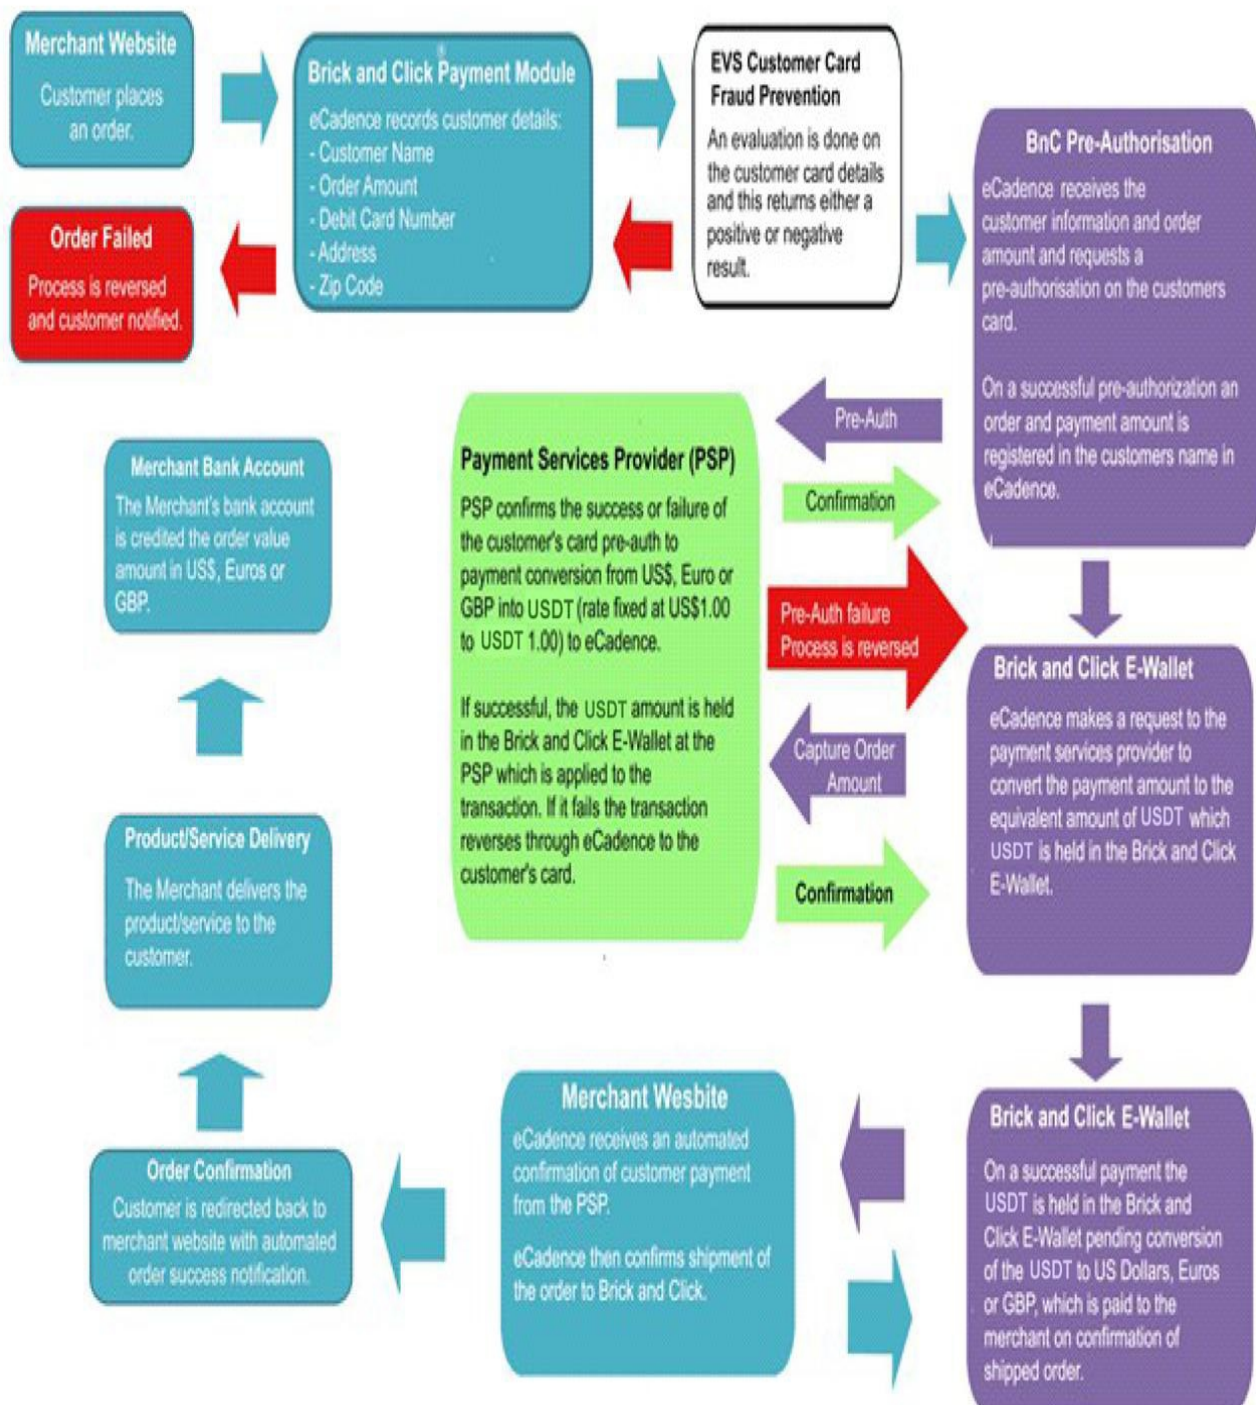 Merchant Website
Customer places
an order.
Brick and Click Payment Module
®
eCadence records customer details:
- Customer Name
- Order Amount
- Debit Card Number
- Address
- Zip Code
EVS Customer Card
Fraud Prevention
An evaluation is done on
the customer card details
and this returns either a
positive or negative
result.
Order Failed
Process is reversed
and customer notified.
BnC Pre-Authorisation
eCadence receives the
customer information and order
amount and requests a
pre-authorisation on the customers
card.
On a successful pre-authorization an
order and payment amount is
registered in the customers name in
eCadence.
Pre-Auth
Confirmation
Pre-Auth failure
Process is reversed
Capture Order
Amount
Confirmation
Payment Services Provider (PSP)
PSP confirms the success or failure of
the customer's card pre-auth to
payment conversion from US$, Euro or
GBP into USDT (rate fixed at US$1.00
to USDT 1.00) to eCadence.
If successful, the USDT amount is held
in the Brick and Click E-Wallet at the
PSP which is applied to the
transaction. If it fails the transaction
reverses through eCadence to the
customer's card.
Brick and Click E-Wallet
eCadence makes a request to the
payment services provider to
convert the payment amount to the
equivalent amount of USDT which
USDT is held in the Brick and Click
E-Wallet.
Brick and Click E-Wallet
On a successful payment the
USDT is held in the Brick and
Click E-Wallet pending conversion
of the USDT to US Dollars, Euros
or GBP, which is paid to the
merchant on confirmation of
shipped order.
Merchant Wesbite
eCadence receives an automated
confirmation of customer payment
from the PSP.
eCadence then confirms shipment of
the order to Brick and Click.
Order Confirmation
Customer is redirected back to
merchant website with automated
order success notification.
Product/Service Delivery
The Merchant delivers the
product/service to the
customer.
Merchant Bank Account
The Merchant's bank account
is credited the order value
amount in US$, Euros or
GBP.